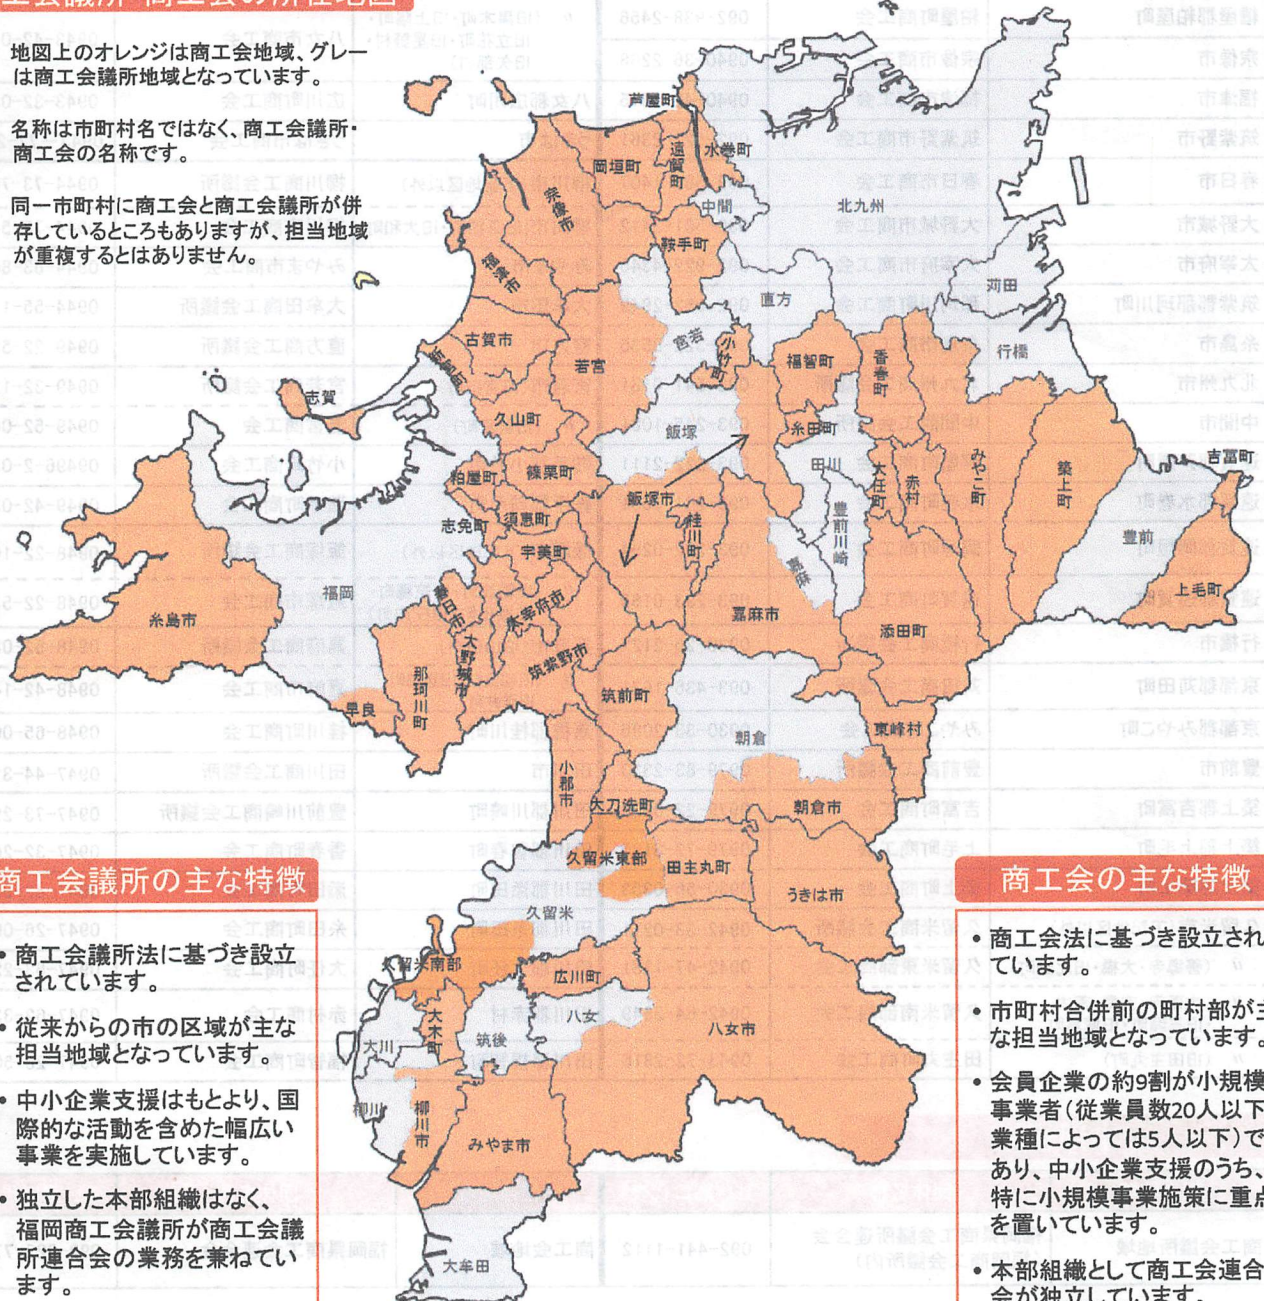 工会議所・商工会の所在地図
地図上のオレンジは商工会地域、グレー
は商工会議所地域となっています。
名称は市町村名ではなく、商工会議所・
商工会の名称です。
同一市町村に商工会と商工会議所が併
存しているところもありますが、担当地域
が重複するとはありません。
芦屋町
水巻町
遠賀町
岡垣町
中間
北九州
宗像市
鞍手町
福津市
直方
苅田
行橋
古賀市
新宮町
若宮
宮若
小竹町
福智町
香春町
志賀
久山町
飯塚
糸田町
田川
大任町
赤村
みやこ町
築上町
吉冨町
粕屋町
篠栗町
飯塚市
桂川町
豊前川崎
豊前
上毛町
志免町
須恵町
宇美町
嘉麻
嘉麻市
添田町
福岡
糸島市
春日市
大野城市
太宰府市
筑紫野市
那珂川町
早良
筑前町
朝倉
東峰村
小郡市
大刀洗町
朝倉市
久留米東部
田主丸町
うきは市
久留米
久留米南部
広川町
八女
八女市
大木町
筑後
大川
柳川
柳川市
みやま市
大牟田
商工会議所の主な特徴
• 商工会議所法に基づき設立
されています。
• 従来からの市の区域が主な
担当地域となっています
• 中小企業支援はもとより、国
際的な活動を含めた幅広い
事業を実施しています。
• 独立した本部組織はなく、
福岡商工会議所が商工会議
所連合会の業務を兼ねてい
ます。
商工会の主な特徴
• 商工会法に基づき設立され
ています。
市町村合併前の町村部が主
な担当地域となっています。
• 会員企業の約9割が小規模
事業者(従業員数20人以下
業種によっては5人以下)で
あり、中小企業支援のうち、
特に小規模事業施策に重点
を置いています。
• 本部組織として商工会連合
会が独立しています。